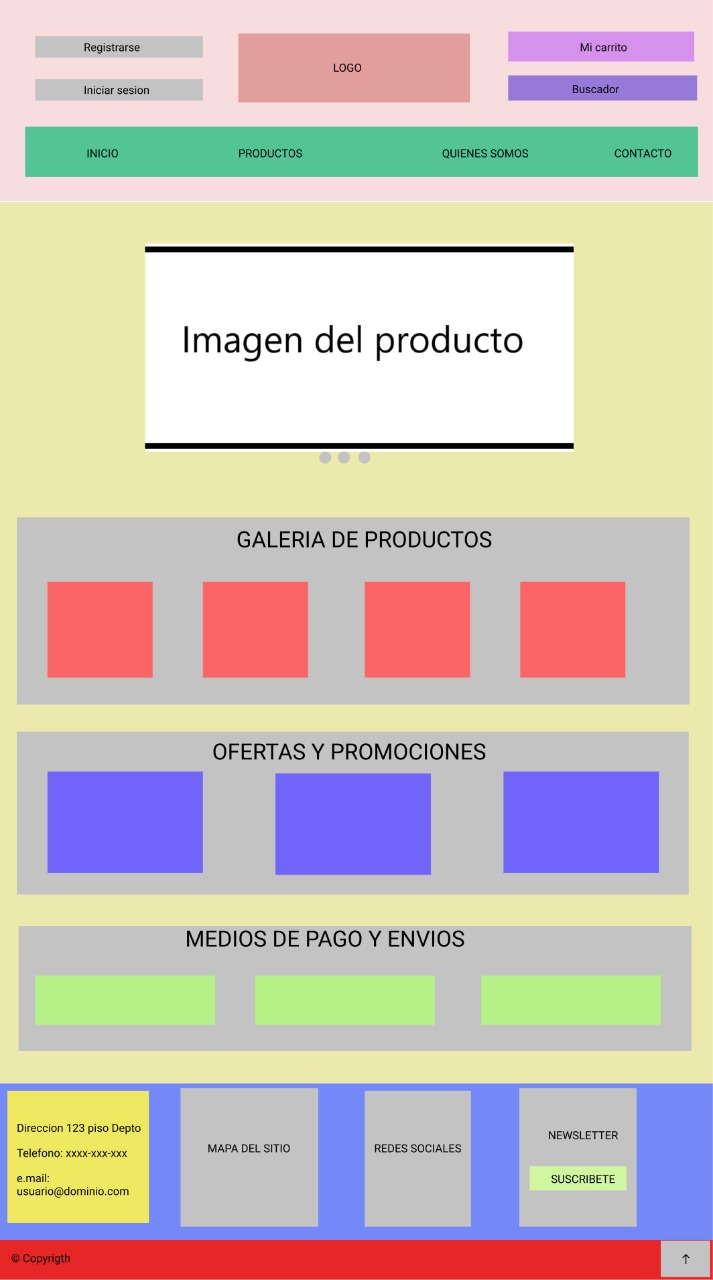 Registrarse
LOGO
Mi carrito
Iniciar sesion
Buscador
INICIO
PRODUCTOS
QUIENES SOMOS
CONTACTO
Imagen del producto
GALERIA DE PRODUCTOS
OFERTAS Y PROMOCIONES
MEDIOS DE PAGO Y ENVIOS
Direccion 123 piso Depto
Telefono: xxxx-xxx-xxx
e.mail:
usuario@dominio.com
MAPA DEL SITIO
REDES SOCIALES
NEWSLETTER
SUSCRIBETE
© Copyrigth
↑